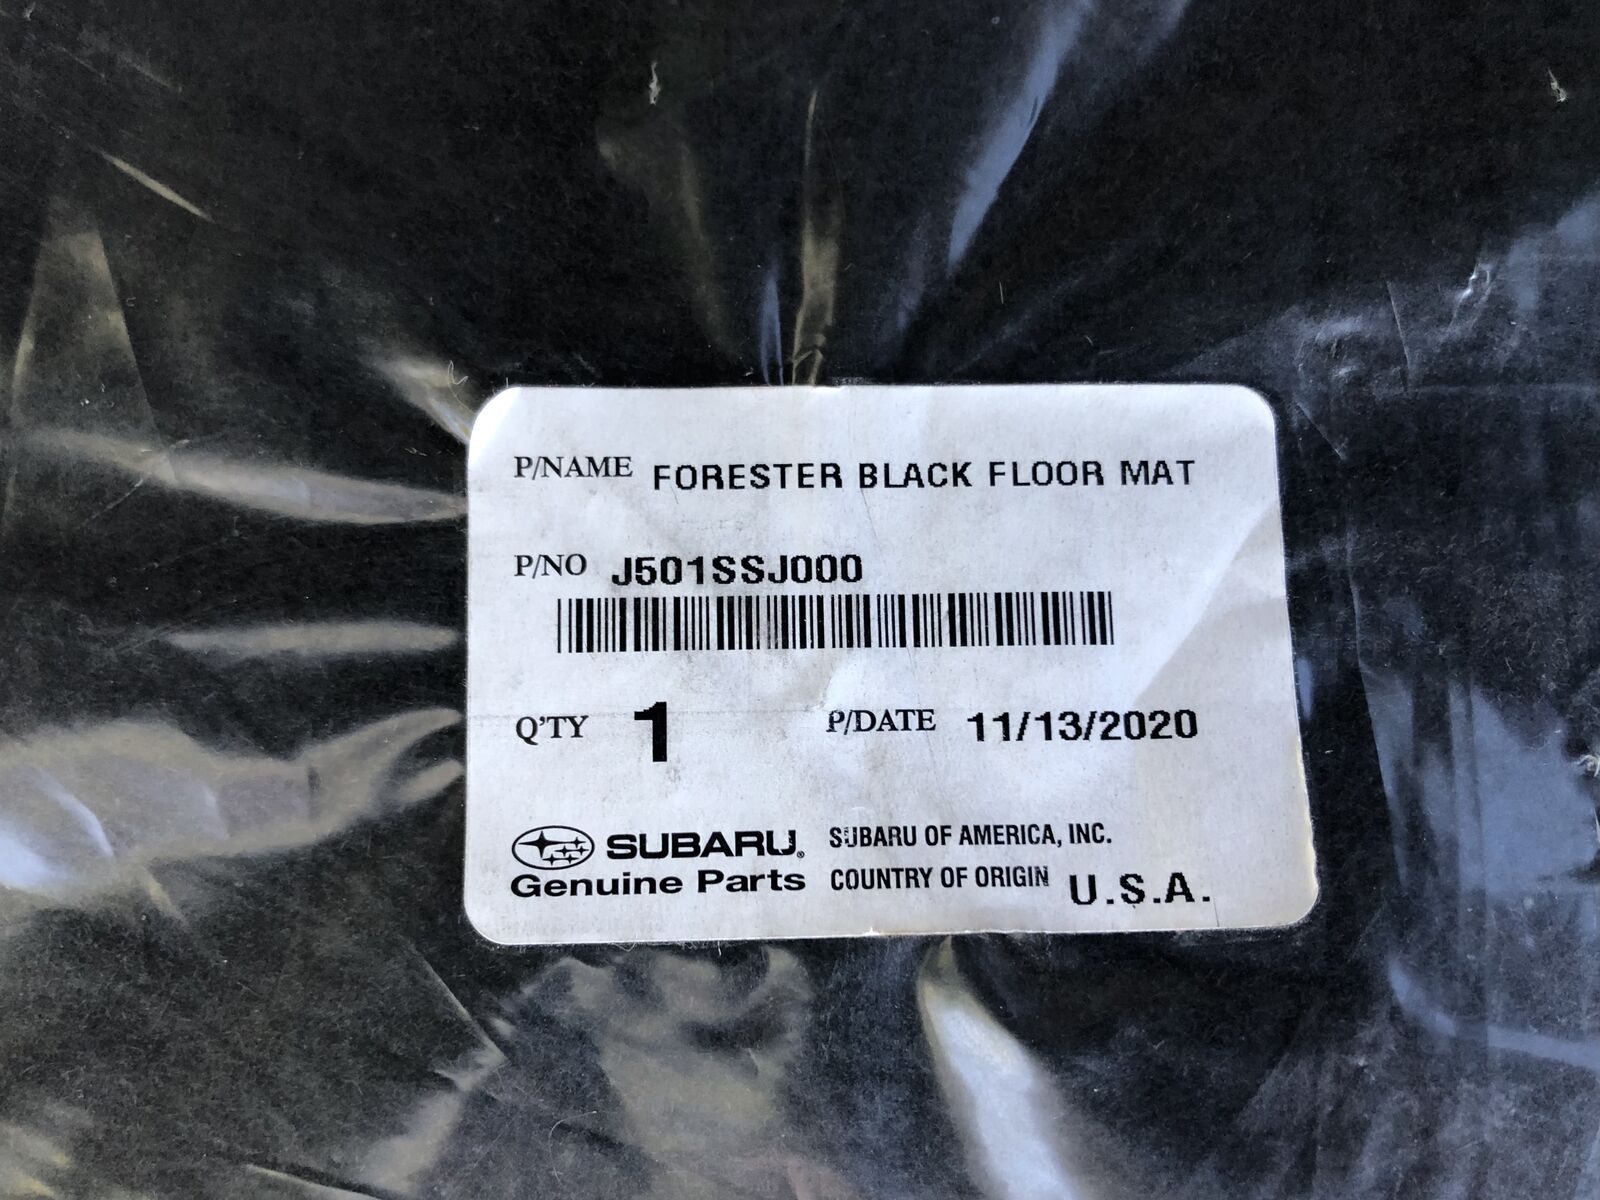 P/NAME FORESTER BLACK FLOOR MAT
P/NO J501SSJ000
Q'TY 1 P/DATE 11/13/2020
SUBARU® SUBARU OF AMERICA, INC.
Genuine Parts COUNTRY OF ORIGIN U.S.A.